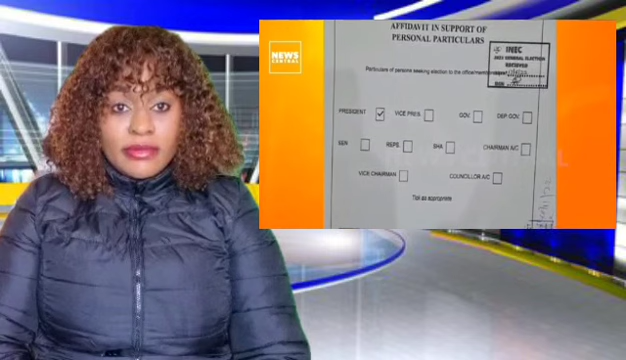 AFFIDAVIT IN SUPPORT OF
PERSONAL PARTICULARS
NEWS
CENTRAL
INEC
2023 GENERAL ELECTION
RECEIVED
Particulars of persons seeking election to the office/membership of
PRESIDENT
VICE PRES.
GOV.
DEP GOV.
SEN
REPS.
SHA
CHAIRMAN A/C
VICE CHAIRMAN
COUNCILLOR A/C
Tick as appropriate